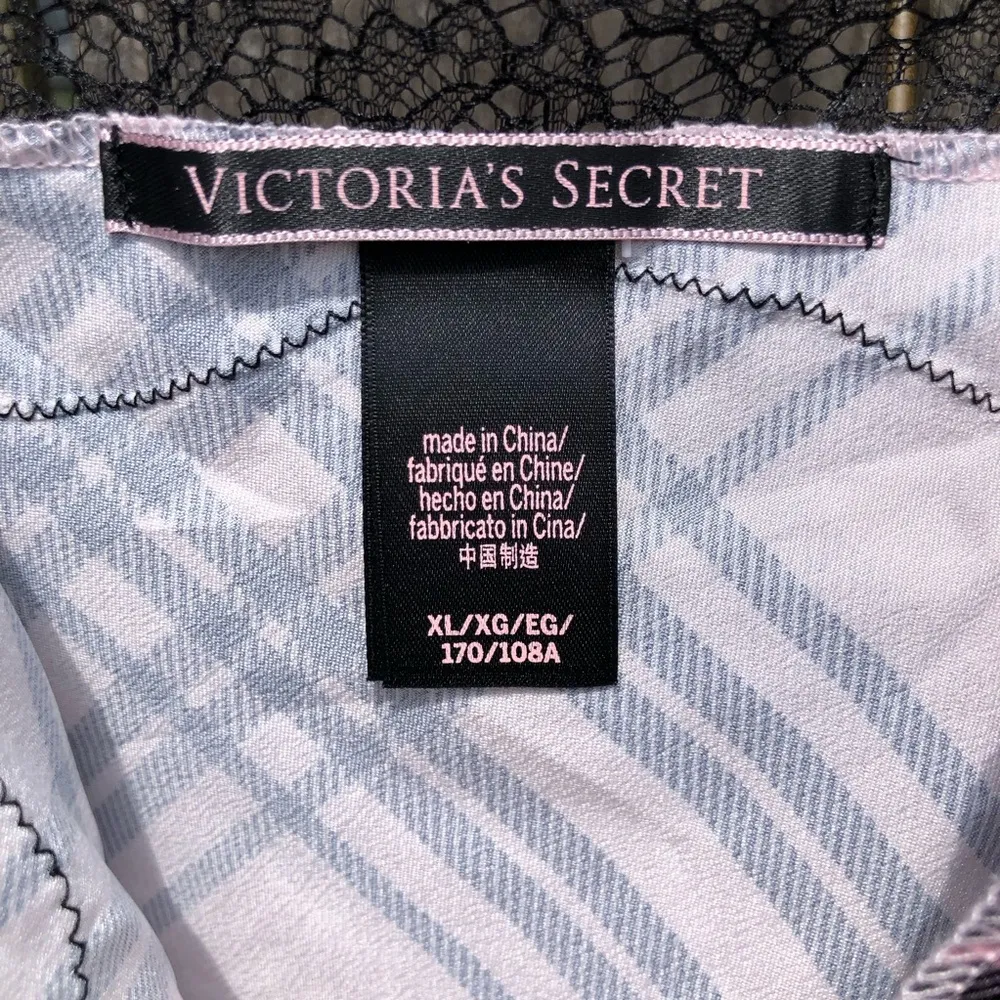 VICTORIA'S SECRET
made in China/
fabriqué en Chine/
hecho en China/
fabbricato in Cina/
中国制造
XL/XG/EG/
170/108A